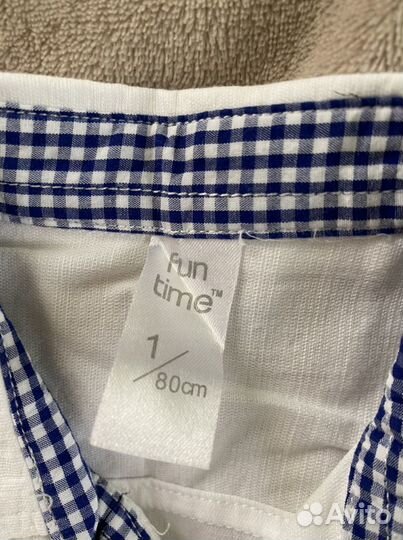 fun
time™
1/80cm
Avito